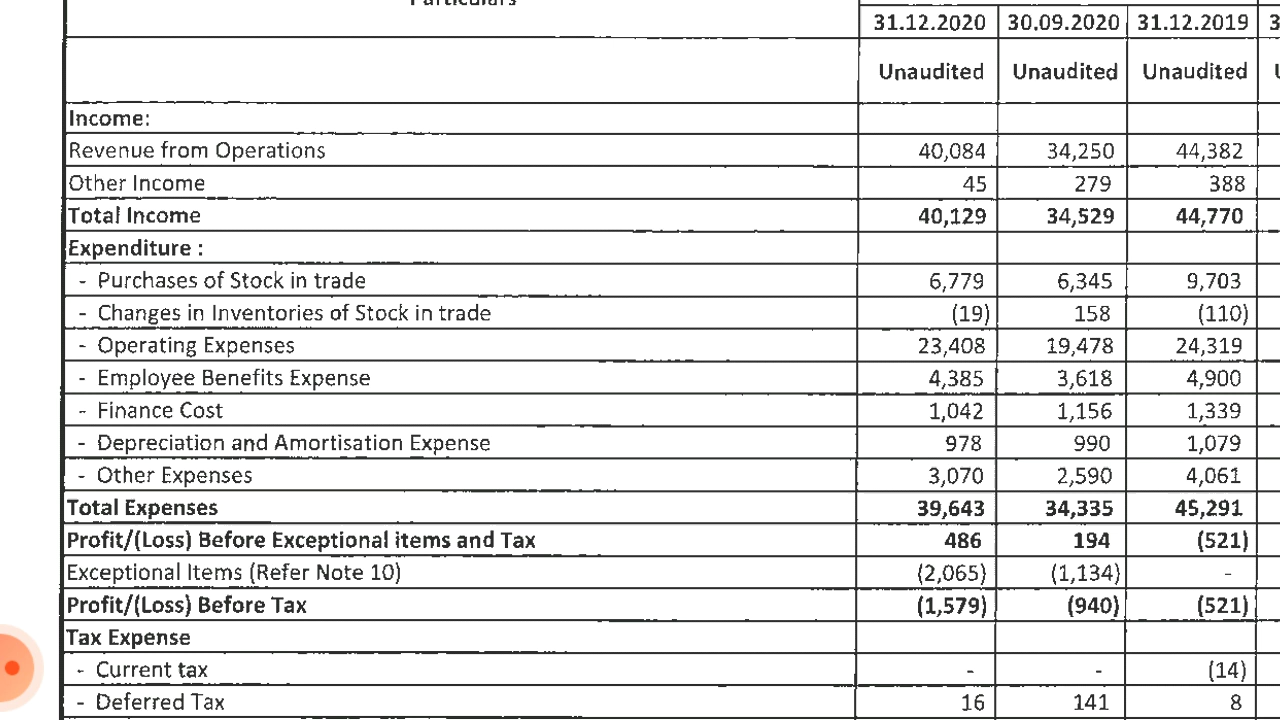 Particulars
31.12.2020 30.09.2020 31.12.2019
Unaudited Unaudited Unaudited
Income:
Revenue from Operations 40,084 34,250 44,382
Other Income 45 279 388
Total Income 40,129 34,529 44,770
Expenditure :
- Purchases of Stock in trade 6,779 6,345 9,703
- Changes in Inventories of Stock in trade (19) 158 (110)
- Operating Expenses 23,408 19,478 24,319
- Employee Benefits Expense 4,385 3,618 4,900
- Finance Cost 1,042 1,156 1,339
- Depreciation and Amortisation Expense 978 990 1,079
- Other Expenses 3,070 2,590 4,061
Total Expenses 39,643 34,335 45,291
Profit/(Loss) Before Exceptional items and Tax 486 194 (521)
Exceptional Items (Refer Note 10) (2,065) (1,134) -
Profit/(Loss) Before Tax (1,579) (940) (521)
Tax Expense
- Current tax - - (14)
- Deferred Tax 16 141 8